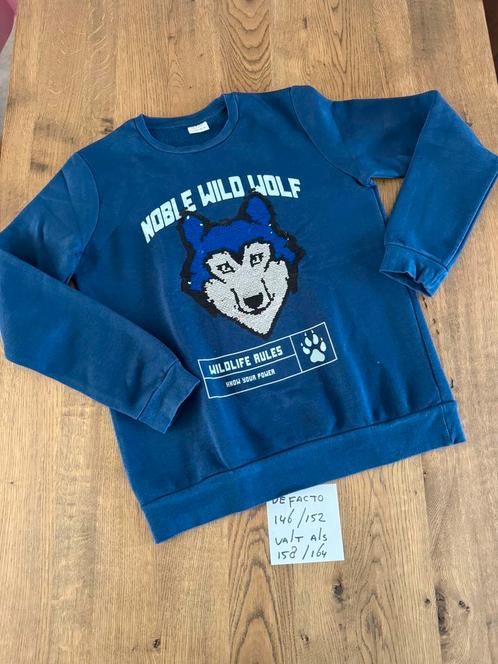 NOBLE WILD WOLF
WILDLIFE RULES
KNOW YOUR POWER
DEFACTO
146/152
valt als
158/164